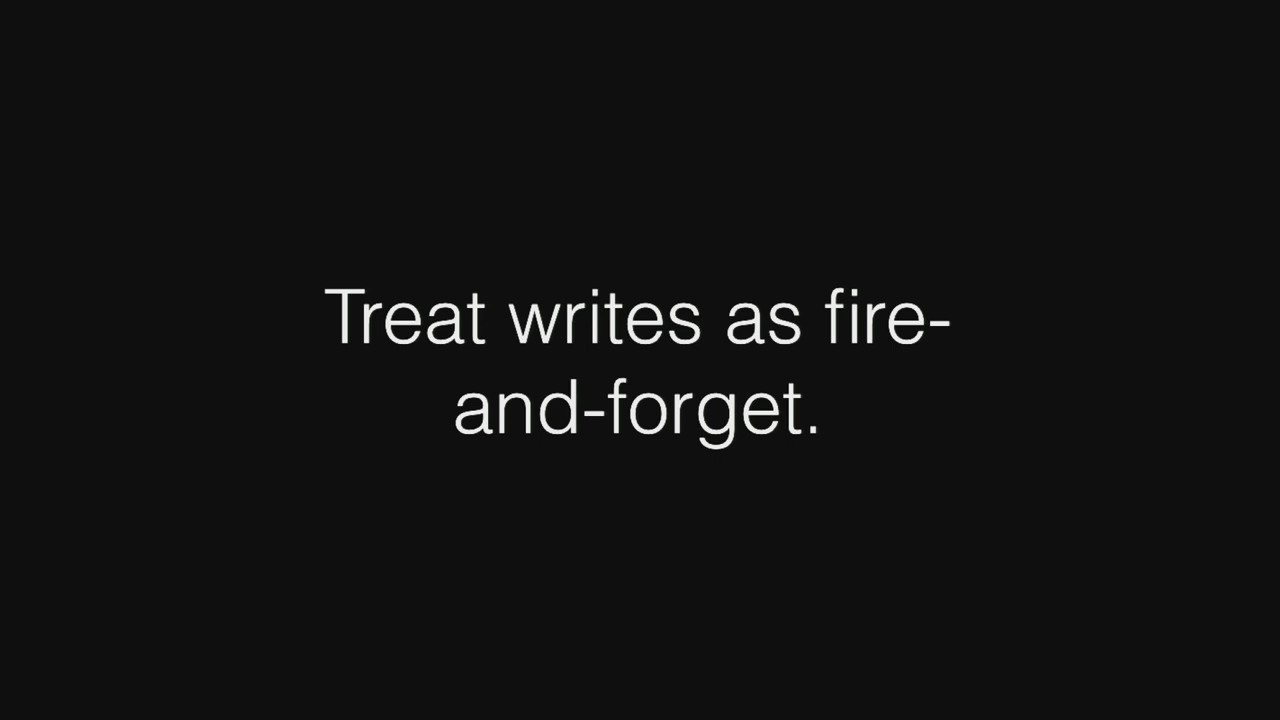 Treat writes as fire-
and-forget.